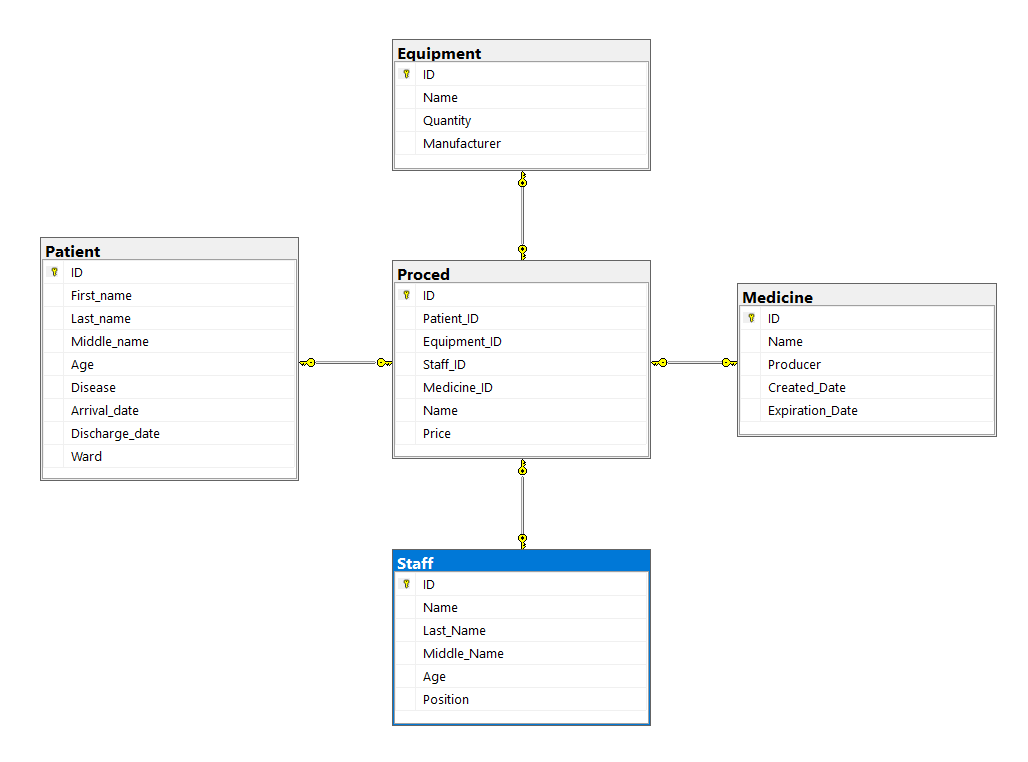 Equipment
ID
Name
Quantity
Manufacturer
Patient
ID
First_name
Last_name
Middle_name
Age
Disease
Arrival_date
Discharge_date
Ward
Proced
ID
Patient_ID
Equipment_ID
Staff_ID
Medicine_ID
Name
Price
Medicine
ID
Name
Producer
Created_Date
Expiration_Date
Staff
ID
Name
Last_Name
Middle_Name
Age
Position